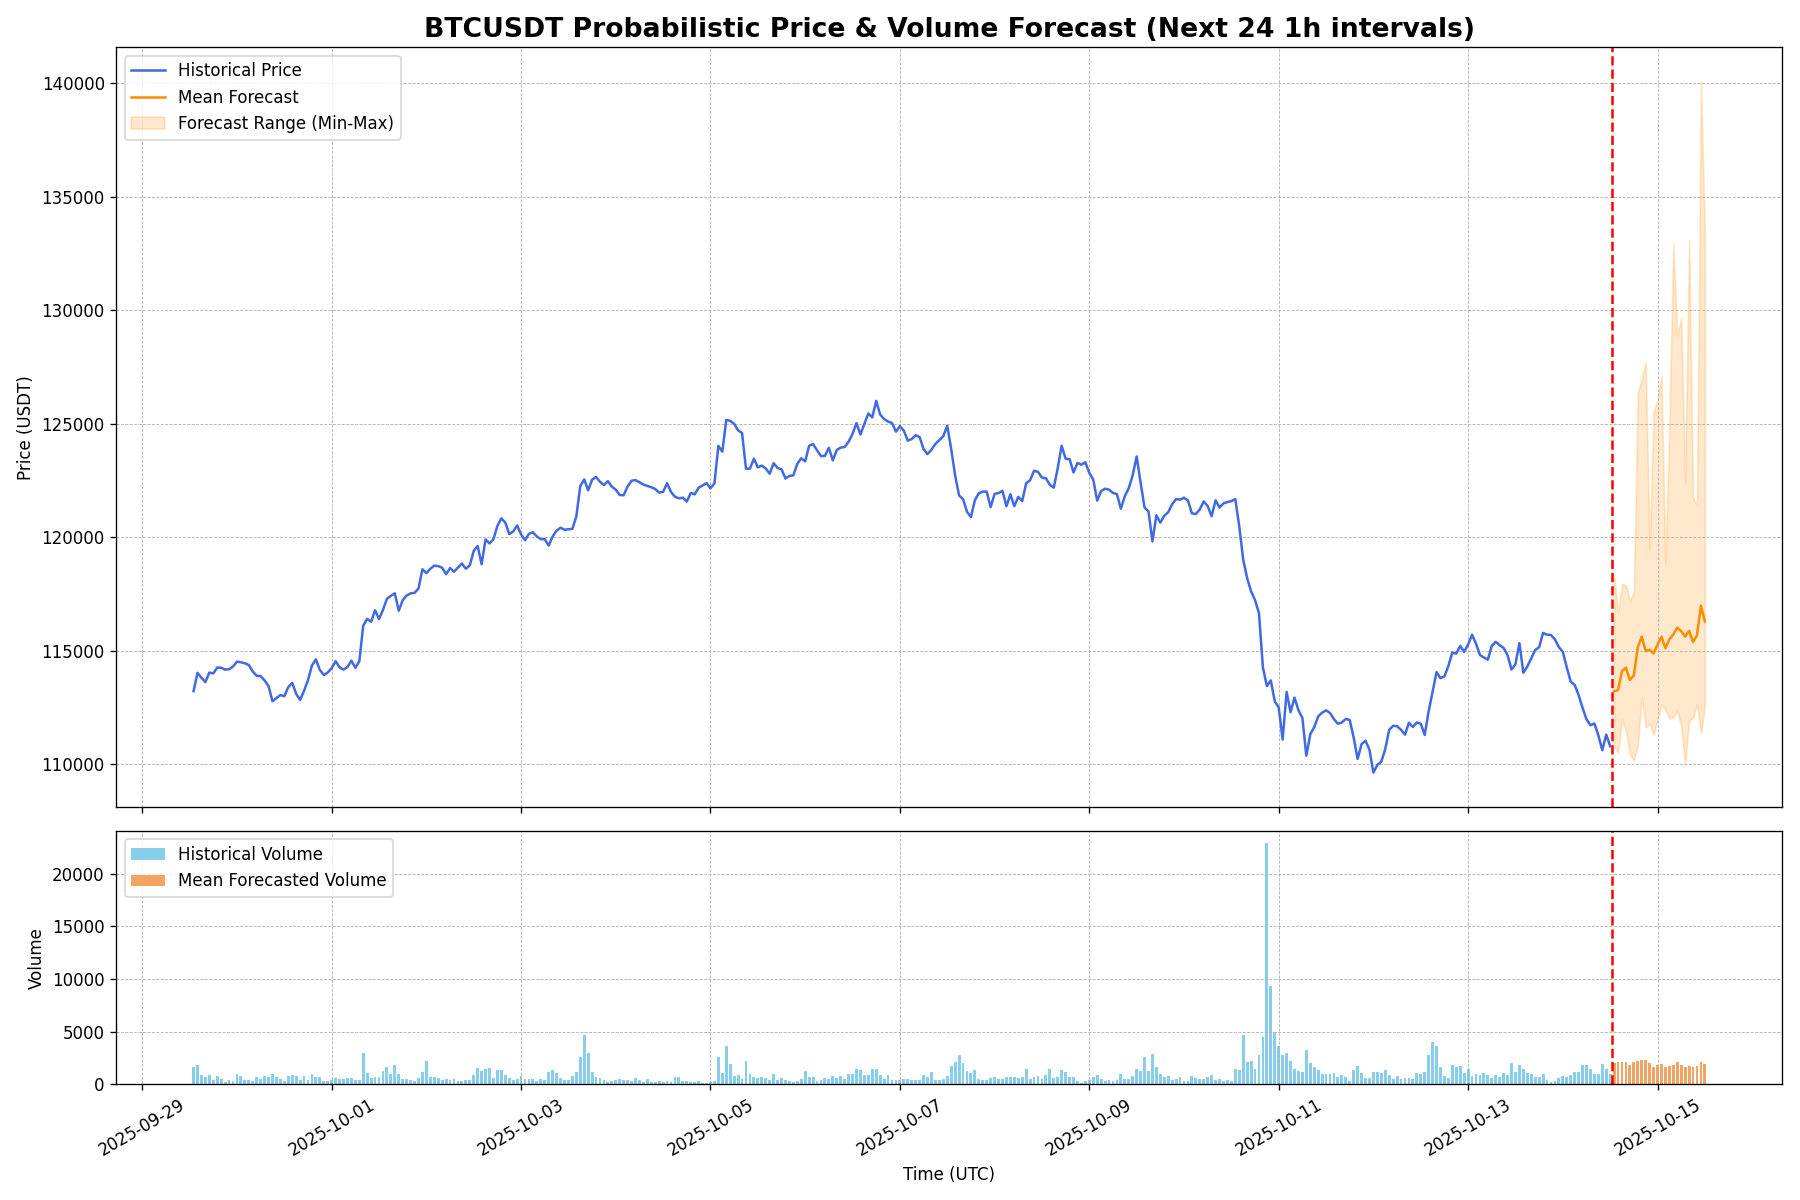 BTCUSDT Probabilistic Price & Volume Forecast (Next 24 1h intervals)
Historical Price
Mean Forecast
Forecast Range (Min-Max)
140000
135000
130000
125000
120000
115000
110000
Price (USDT)
Historical Volume
Mean Forecasted Volume
20000
15000
10000
5000
0
Volume
2025-09-29
2025-10-01
2025-10-03
2025-10-05
2025-10-07
2025-10-09
2025-10-11
2025-10-13
2025-10-15
Time (UTC)